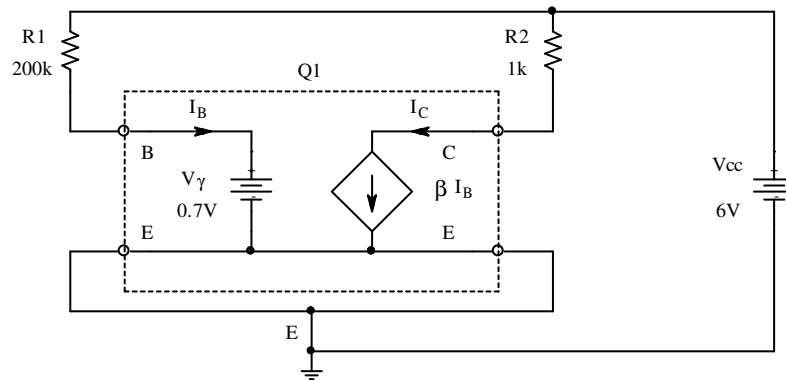 R1
200k
R2
1k
Q1
I_B
I_C
B
C
Vcc
6V
V_γ
0.7V
β I_B
E
E
E